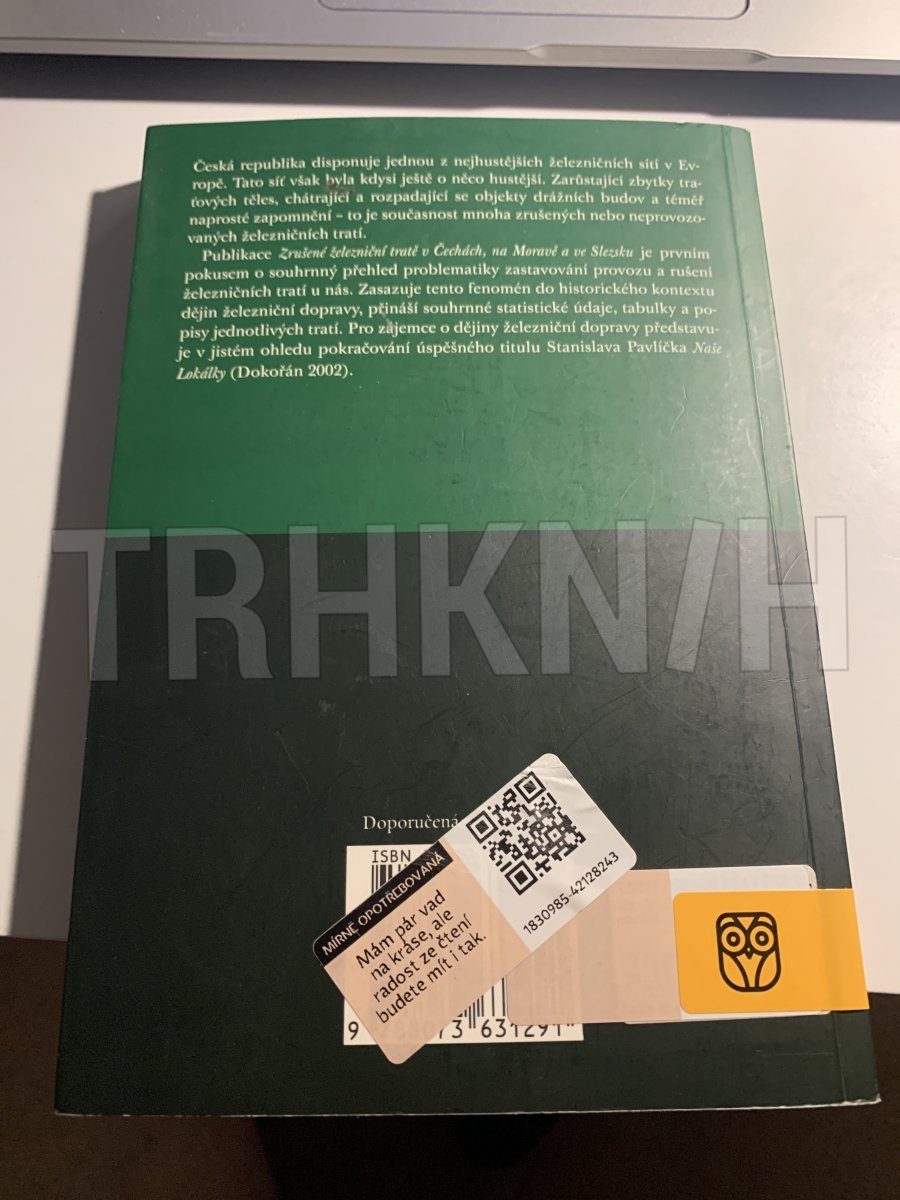 Česká republika disponuje jednou z nejhustějších železničních sítí v Ev-
ropě. Tato síť však byla kdysi ještě o něco hustější. Zarůstající zbytky tra-
ťových těles, chátrající a rozpadající se objekty drážních budov a téměř
naprosté zapomnění – to je současnost mnoha zrušených nebo neprovozo-
vaných železničních tratí.
Publikace Zrušené železniční tratě v Čechách, na Moravě a ve Slezsku je prvním
pokusem o souhrnný přehled problematiky zastavování provozu a rušení
železničních tratí u nás. Zasazuje tento fenomén do historického kontextu
dějin železniční dopravy, přináší souhrnné statistické údaje, tabulky a po-
pisy jednotlivých tratí. Pro zájemce o dějiny železniční dopravy představu-
je v jistém ohledu pokračování úspěšného titulu Stanislava Pavlíčka Naše
Lokálky (Dokořán 2002).
TRHKNIH
Doporučená
ISBN
MÍRNĚ OPOTŘEBOVANÁ
Mám pár vad
na kráse, ale
radost ze čtení
budete mít i tak.
1830985-42128243
9 631291